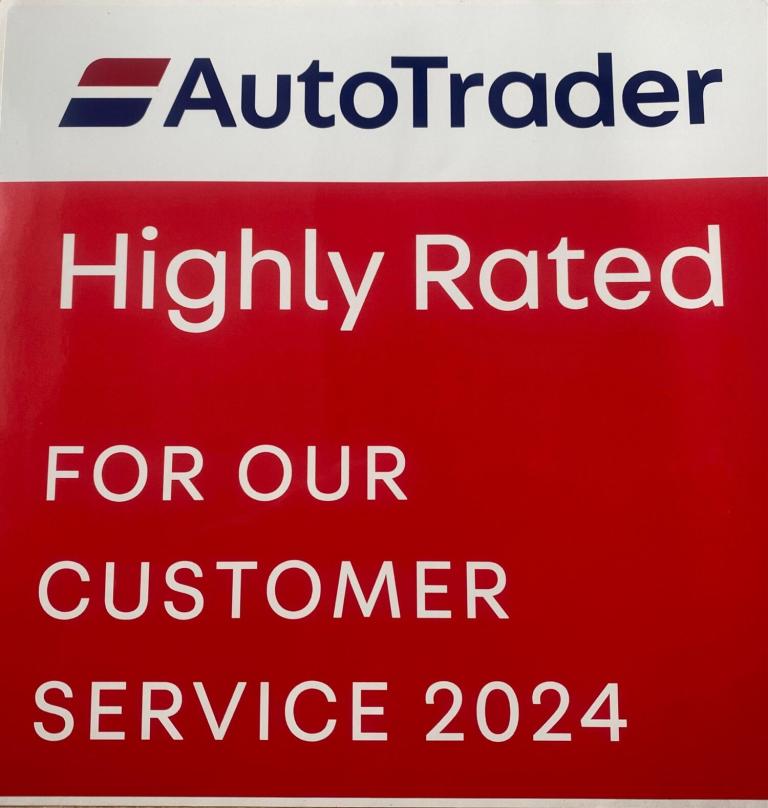 AutoTrader
Highly Rated
FOR OUR
CUSTOMER
SERVICE 2024